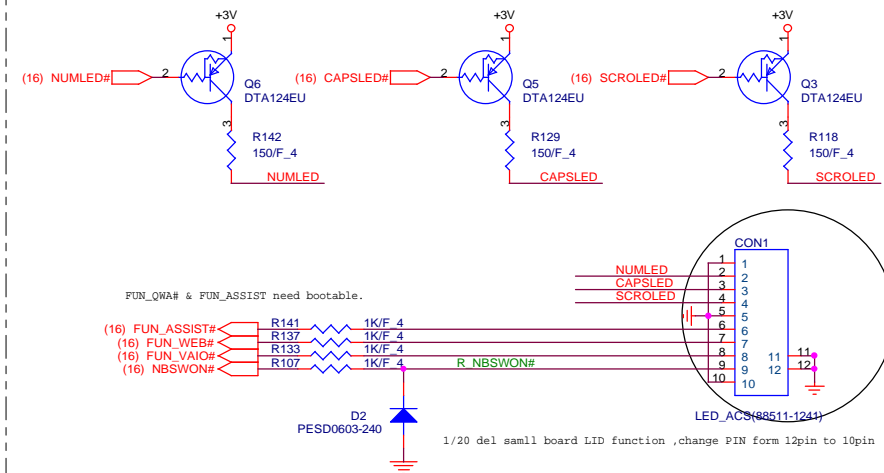 +3V +3V +3V
1 1 1
(16) NUMLED# 2 (16) CAPSLED# 2 (16) SCROLED# 2
Q6 Q5 Q3
DTA124EU DTA124EU DTA124EU
3 3 3
R142 R129 R118
150/F_4 150/F_4 150/F_4
NUMLED CAPSLED SCROLED
CON1
1 1
NUMLED 2 2
CAPSLED 3 3
SCROLED 4 4
5 5
FUN_QWA# & FUN_ASSIST need bootable.
(16) FUN_ASSIST# R141 1K/F_4 6 6
(16) FUN_WEB# R137 1K/F_4 7 7
(16) FUN_VAIO# R133 1K/F_4 8 8 11 11
(16) NBSWON# R107 1K/F_4 R_NBSWON# 9 9 12 12
10 10
D2
PESD0603-240
LED_ACS(88511-1241)
1/20 del samll board LID function ,change PIN form 12pin to 10pin